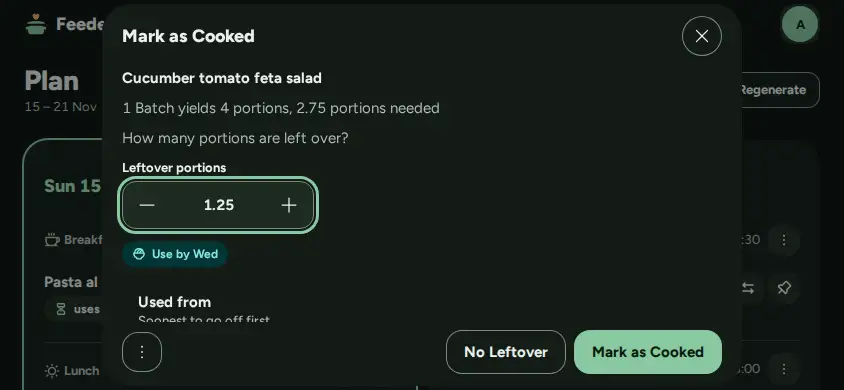 Feede
Mark as Cooked
A
Plan
15 – 21 Nov
Regenerate
Cucumber tomato feta salad
1 Batch yields 4 portions, 2.75 portions needed
How many portions are left over?
Leftover portions
1.25
Use by Wed
Sun 15
Breakf
:30
Pasta al
uses
Used from
Soonest to go off first
No Leftover
Mark as Cooked
Lunch
:00